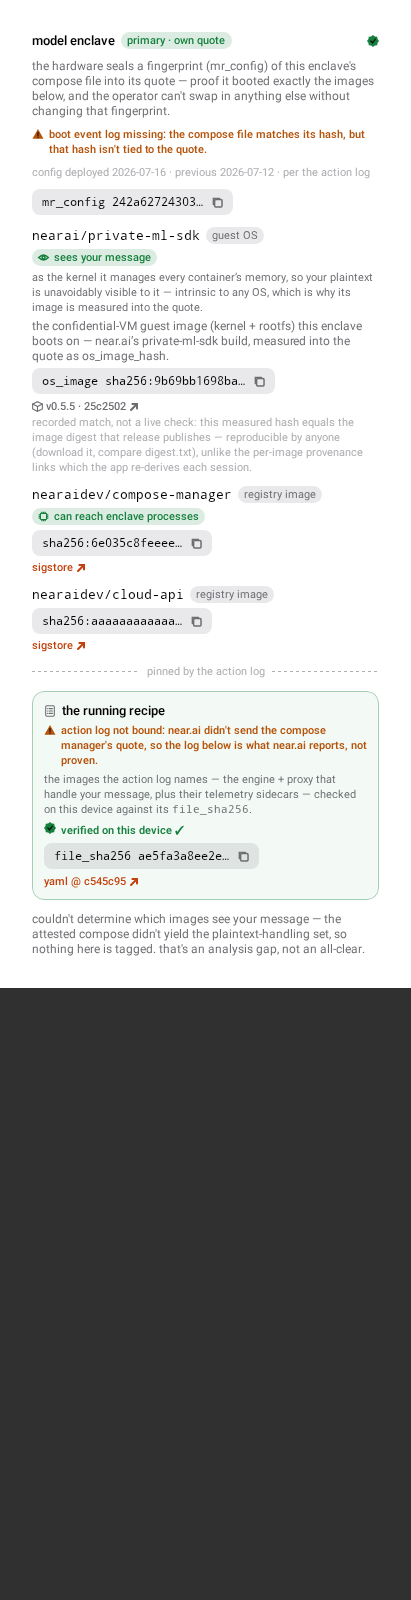 model enclave primary · own quote
the hardware seals a fingerprint (mr_config) of this enclave's
compose file into its quote — proof it booted exactly the images
below, and the operator can't swap in anything else without
changing that fingerprint.
boot event log missing: the compose file matches its hash, but
that hash isn't tied to the quote.
config deployed 2026-07-16 · previous 2026-07-12 · per the action log
mr_config 242a62724303…
nearai/private-ml-sdk guest OS
sees your message
as the kernel it manages every container's memory, so your plaintext
is unavoidably visible to it — intrinsic to any OS, which is why its
image is measured into the quote.
the confidential-VM guest image (kernel + rootfs) this enclave
boots on — near.ai's private-ml-sdk build, measured into the
quote as os_image_hash.
os_image sha256:9b69bb1698ba…
v0.5.5 · 25c2502
recorded match, not a live check: this measured hash equals the
image digest that release publishes — reproducible by anyone
(download it, compare digest.txt), unlike the per-image provenance
links which the app re-derives each session.
nearaidev/compose-manager registry image
can reach enclave processes
sha256:6e035c8feeee…
sigstore
nearaidev/cloud-api registry image
sha256:aaaaaaaaaaaa…
sigstore
pinned by the action log
the running recipe
action log not bound: near.ai didn't send the compose
manager's quote, so the log below is what near.ai reports, not
proven.
the images the action log names — the engine + proxy that
handle your message, plus their telemetry sidecars — checked
on this device against its file_sha256.
verified on this device ✓
file_sha256 ae5fa3a8ee2e…
yaml @ c545c95
couldn't determine which images see your message — the
attested compose didn't yield the plaintext-handling set, so
nothing here is tagged. that's an analysis gap, not an all-clear.